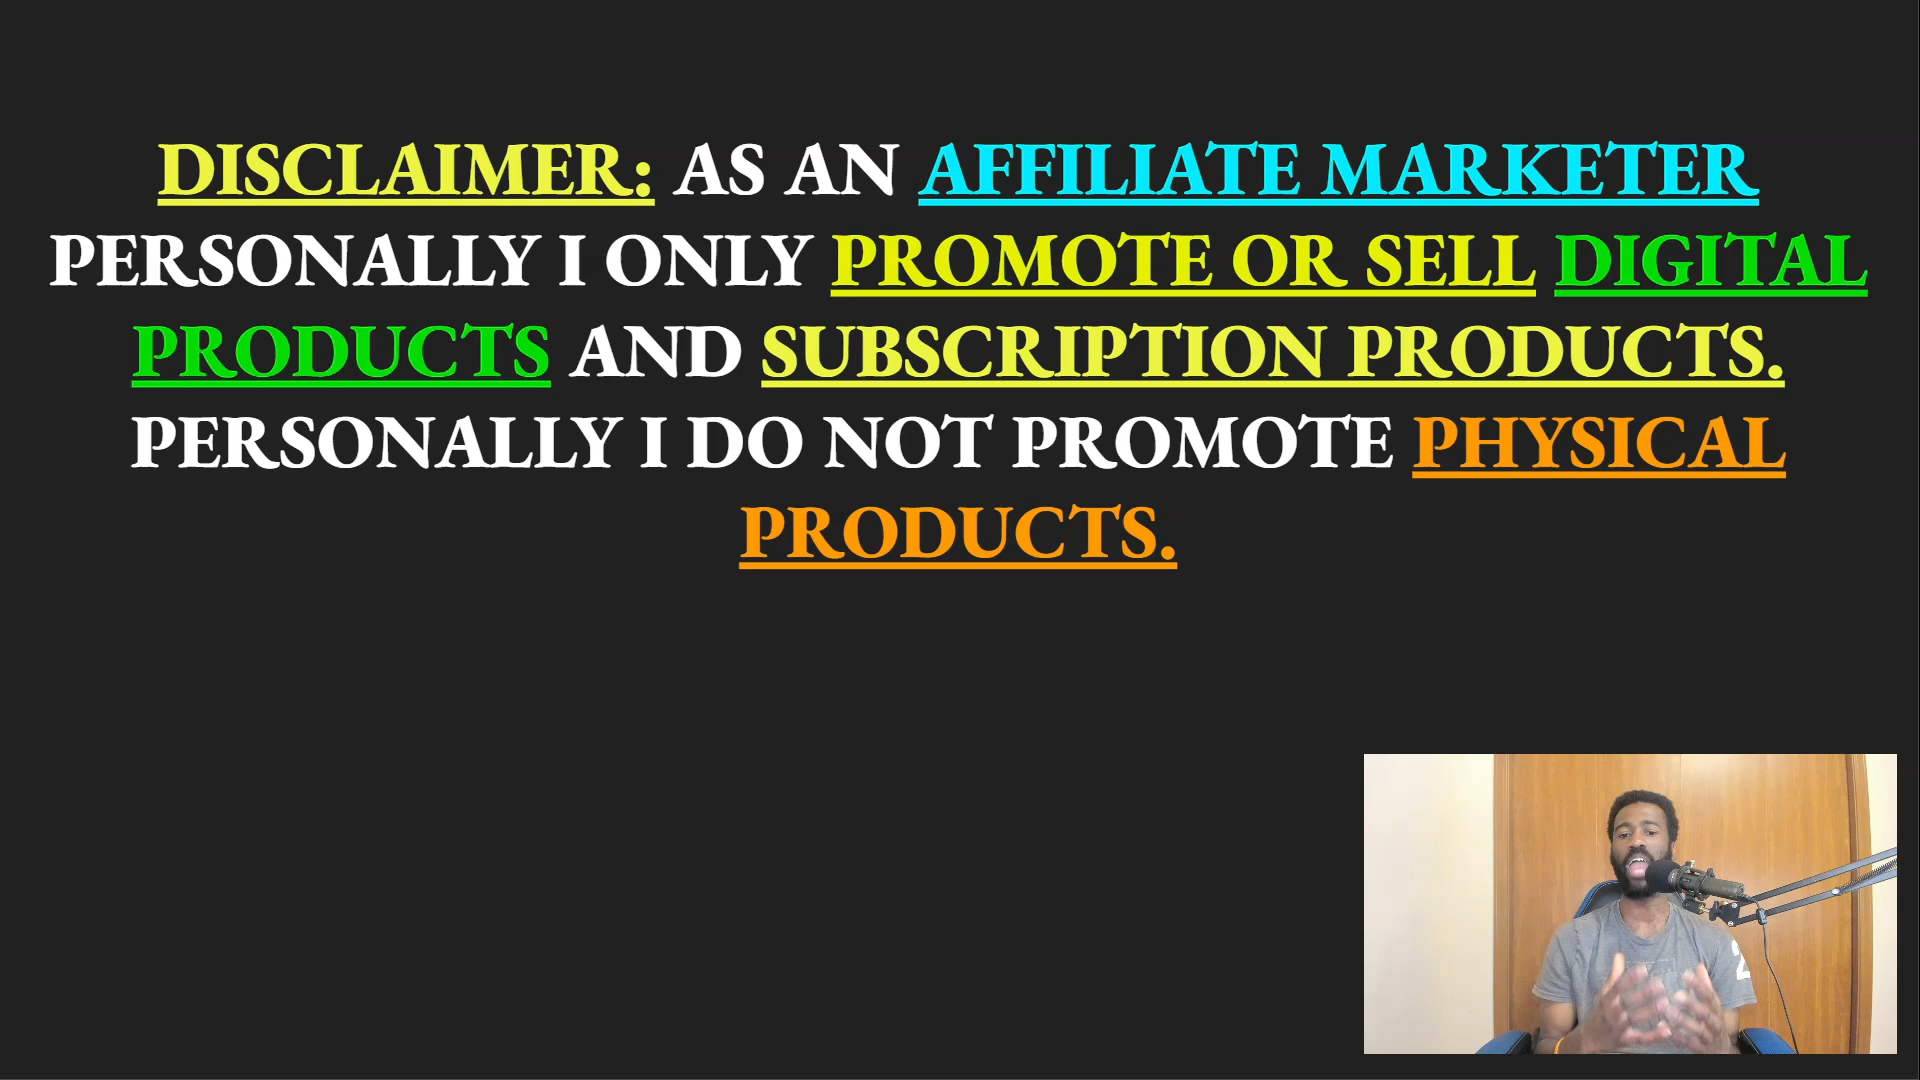 DISCLAIMER: AS AN AFFILIATE MARKETER
PERSONALLY I ONLY PROMOTE OR SELL DIGITAL
PRODUCTS AND SUBSCRIPTION PRODUCTS.
PERSONALLY I DO NOT PROMOTE PHYSICAL
PRODUCTS.
2